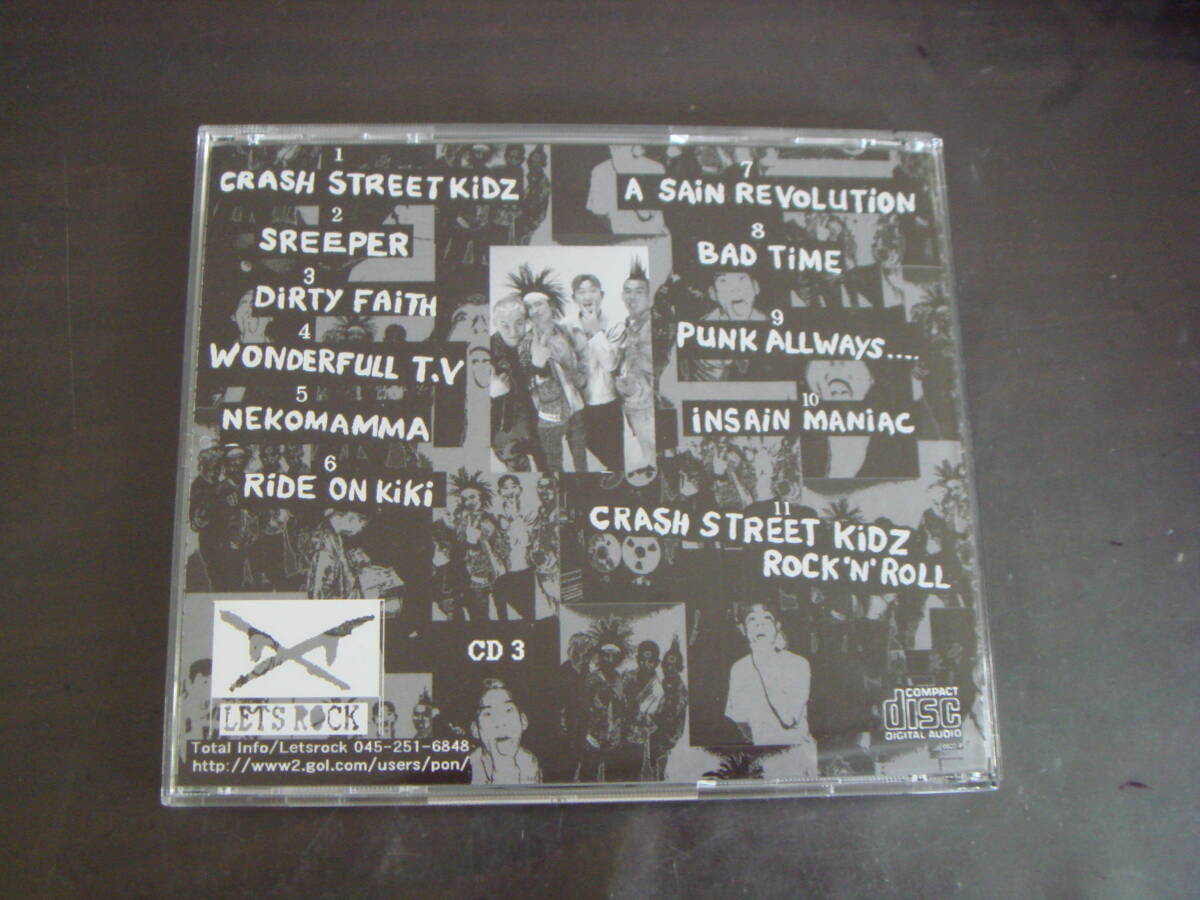 1
CRASH STREET KiDZ
2
SREEPER
3
DiRTY FAiTH
4
WONDERFULL T.V
5
NEKOMAMMA
6
RiDE ON KiKi
7
A SAiN REVOLUTiON
8
BAD TiME
9
PUNK ALLWAYS....
10
iNSAiN MANiAC
11
CRASH STREET KiDZ
ROCK'N'ROLL
CD 3
LET'S ROCK
Total Info/Letsrock 045-251-6848
http://www2.gol.com/users/pon/
COMPACT
disc
DIGITAL AUDIO